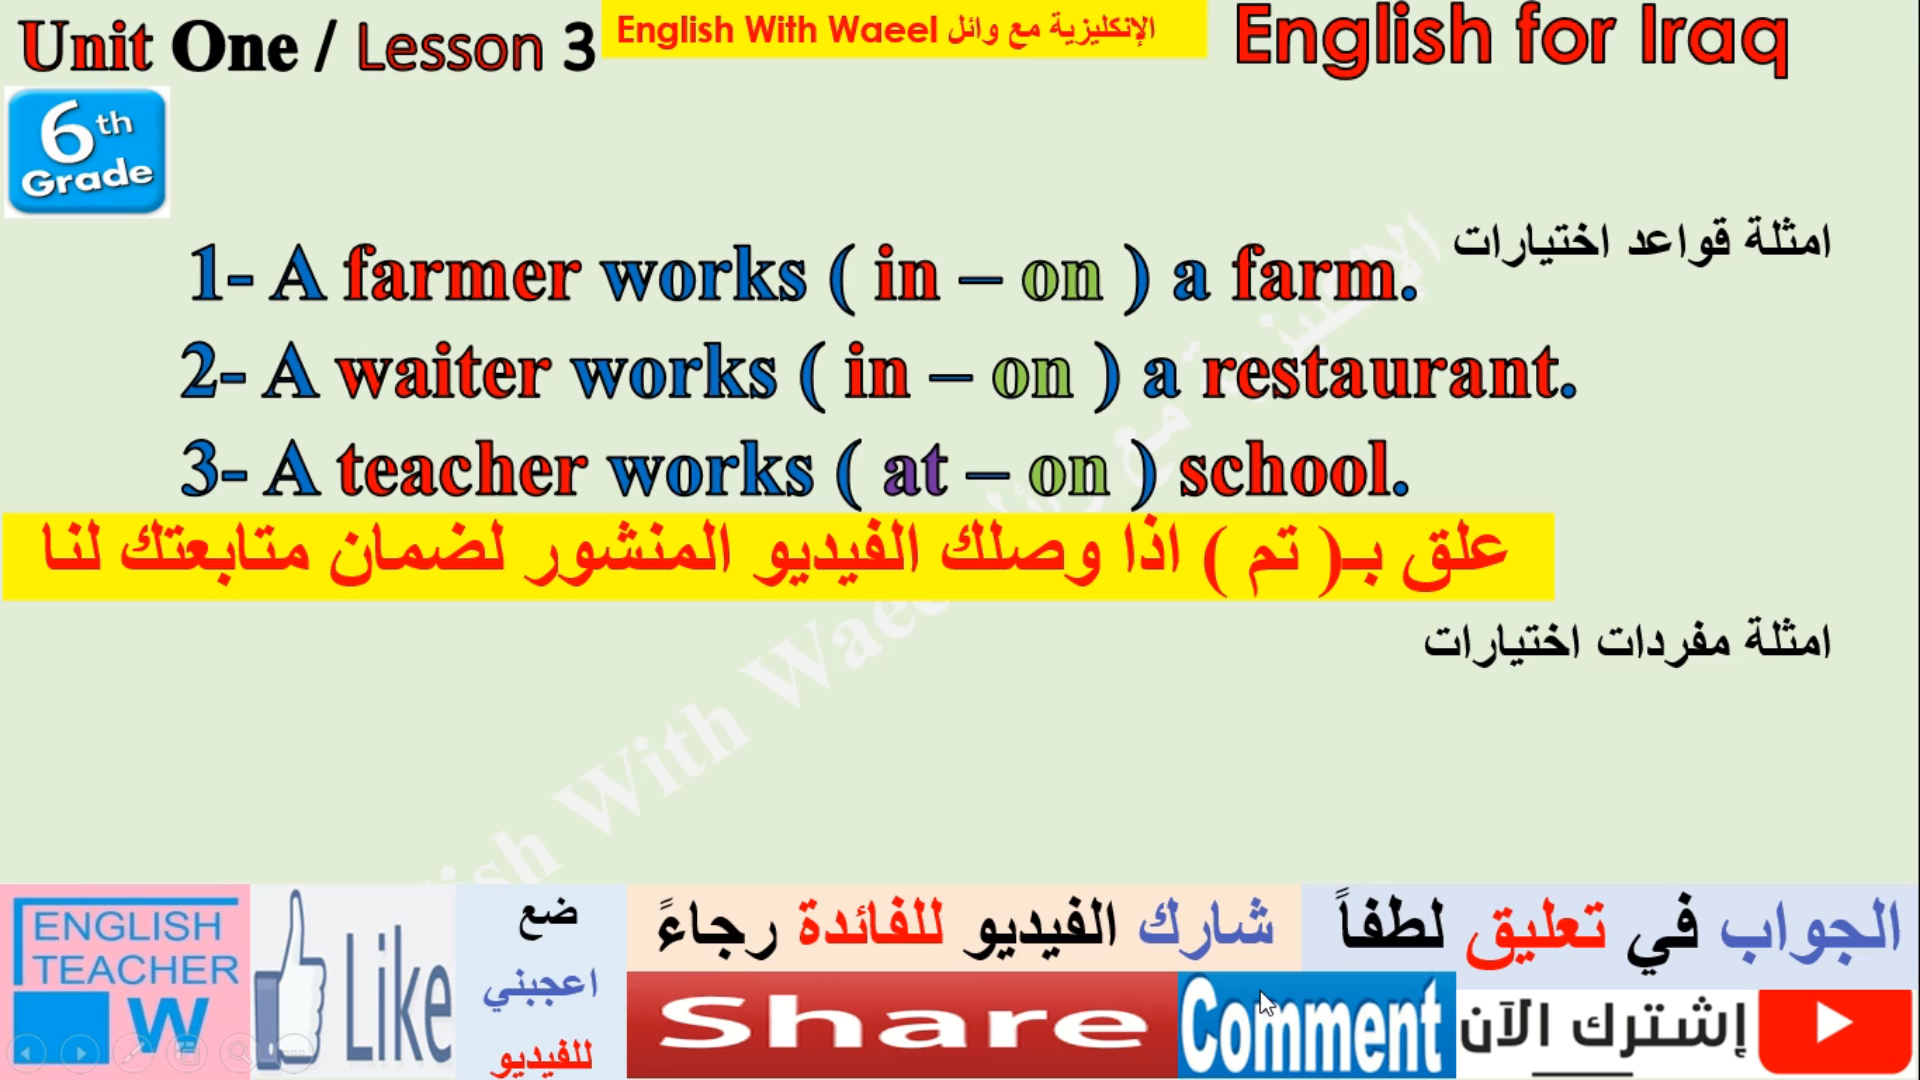 Unit One / Lesson 3
English With Waeel الإنكليزية مع وائل
English for Iraq
6th
Grade
امثلة قواعد اختيارات
1- A farmer works ( in – on ) a farm.
2- A waiter works ( in – on ) a restaurant.
3- A teacher works ( at – on ) school.
علق بـ( تم ) اذا وصلك الفيديو المنشور لضمان متابعتك لنا
امثلة مفردات اختيارات
ENGLISH
TEACHER
W
Like
ضع
اعجبني
للفيديو
شارك الفيديو للفائدة رجاءً
Share
الجواب في تعليق لطفاً
Comment
إشترك الآن